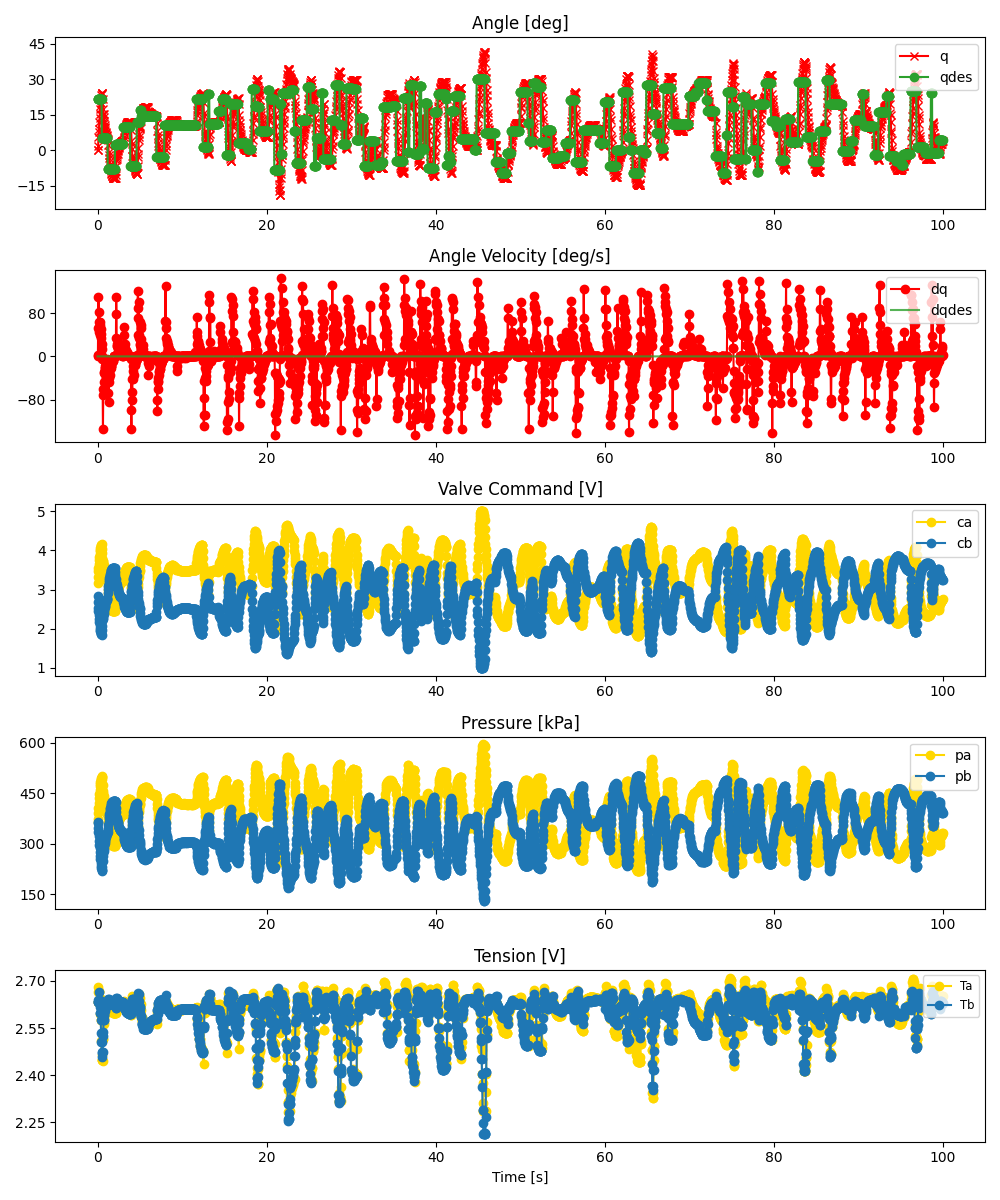 Angle [deg]
45
30
15
0
−15
q
qdes
0 20 40 60 80 100
Angle Velocity [deg/s]
80
0
−80
dq
dqdes
0 20 40 60 80 100
Valve Command [V]
5
4
3
2
1
ca
cb
0 20 40 60 80 100
Pressure [kPa]
600
450
300
150
pa
pb
0 20 40 60 80 100
Tension [V]
2.70
2.55
2.40
2.25
Ta
Tb
0 20 40 60 80 100
Time [s]